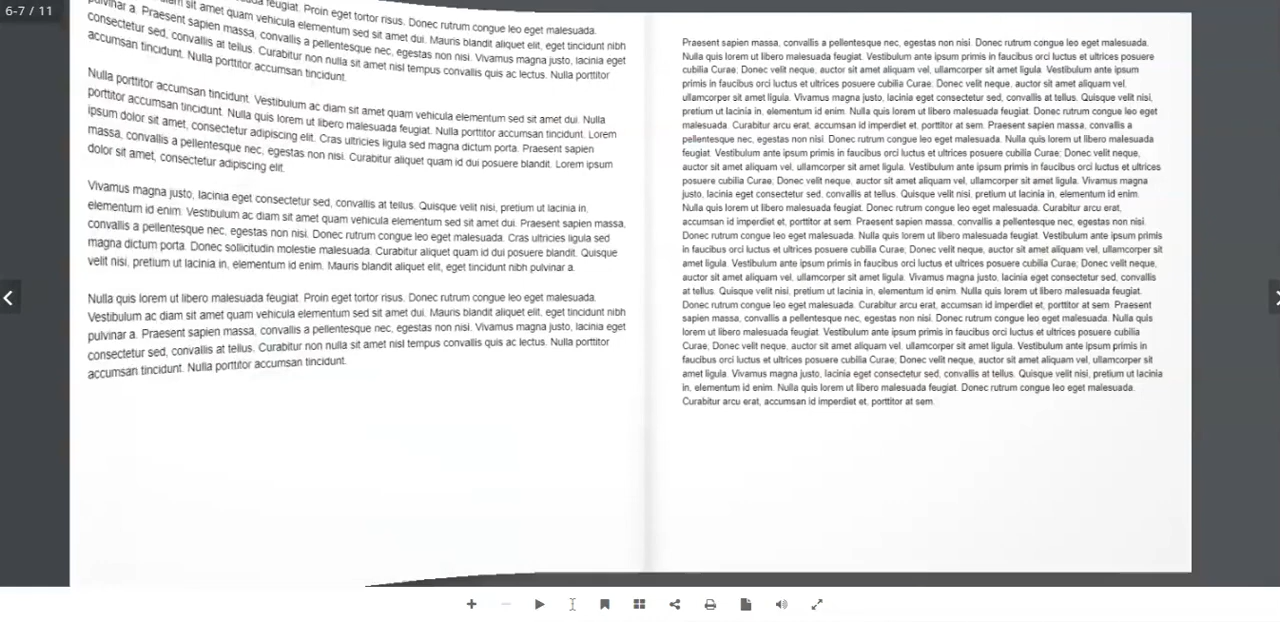 6-7 / 11
feugiat. Proin eget tortor risus. Donec rutrum congue leo eget malesuada.
sit amet quam vehicula elementum sed sit amet dui. Mauris blandit aliquet elit, eget tincidunt nibh
pulvinar a. Praesent sapien massa, convallis a pellentesque nec, egestas non nisi. Vivamus magna justo, lacinia eget
consectetur sed, convallis at tellus. Curabitur non nulla sit amet nisl tempus convallis quis ac lectus. Nulla porttitor
accumsan tincidunt. Nulla porttitor accumsan tincidunt.
Nulla porttitor accumsan tincidunt. Vestibulum ac diam sit amet quam vehicula elementum sed sit amet dui. Nulla
porttitor accumsan tincidunt. Nulla quis lorem ut libero malesuada feugiat. Nulla porttitor accumsan tincidunt. Lorem
ipsum dolor sit amet, consectetur adipiscing elit. Cras ultricies ligula sed magna dictum porta. Praesent sapien
massa, convallis a pellentesque nec, egestas non nisi. Curabitur aliquet quam id dui posuere blandit. Lorem ipsum
dolor sit amet, consectetur adipiscing elit.
Vivamus magna justo, lacinia eget consectetur sed, convallis at tellus. Quisque velit nisi, pretium ut lacinia in,
elementum id enim. Vestibulum ac diam sit amet quam vehicula elementum sed sit amet dui. Praesent sapien massa,
convallis a pellentesque nec, egestas non nisi. Donec rutrum congue leo eget malesuada. Cras ultricies ligula sed
magna dictum porta. Donec sollicitudin molestie malesuada. Curabitur aliquet quam id dui posuere blandit. Quisque
velit nisi, pretium ut lacinia in, elementum id enim. Mauris blandit aliquet elit, eget tincidunt nibh pulvinar a.
Nulla quis lorem ut libero malesuada feugiat. Proin eget tortor risus. Donec rutrum congue leo eget malesuada.
Vestibulum ac diam sit amet quam vehicula elementum sed sit amet dui. Mauris blandit aliquet elit, eget tincidunt nibh
pulvinar a. Praesent sapien massa, convallis a pellentesque nec, egestas non nisi. Vivamus magna justo, lacinia eget
consectetur sed, convallis at tellus. Curabitur non nulla sit amet nisl tempus convallis quis ac lectus. Nulla porttitor
accumsan tincidunt. Nulla porttitor accumsan tincidunt.
Praesent sapien massa, convallis a pellentesque nec, egestas non nisi. Donec rutrum congue leo eget malesuada.
Nulla quis lorem ut libero malesuada feugiat. Vestibulum ante ipsum primis in faucibus orci luctus et ultrices posuere
cubilia Curae; Donec velit neque, auctor sit amet aliquam vel, ullamcorper sit amet ligula. Vestibulum ante ipsum
primis in faucibus orci luctus et ultrices posuere cubilia Curae; Donec velit neque, auctor sit amet aliquam vel,
ullamcorper sit amet ligula. Vivamus magna justo, lacinia eget consectetur sed, convallis at tellus. Quisque velit nisi,
pretium ut lacinia in, elementum id enim. Nulla quis lorem ut libero malesuada feugiat. Donec rutrum congue leo eget
malesuada. Curabitur arcu erat, accumsan id imperdiet et, porttitor at sem. Praesent sapien massa, convallis a
pellentesque nec, egestas non nisi. Donec rutrum congue leo eget malesuada. Nulla quis lorem ut libero malesuada
feugiat. Vestibulum ante ipsum primis in faucibus orci luctus et ultrices posuere cubilia Curae; Donec velit neque,
auctor sit amet aliquam vel, ullamcorper sit amet ligula. Vestibulum ante ipsum primis in faucibus orci luctus et ultrices
posuere cubilia Curae; Donec velit neque, auctor sit amet aliquam vel, ullamcorper sit amet ligula. Vivamus magna
justo, lacinia eget consectetur sed, convallis at tellus. Quisque velit nisi, pretium ut lacinia in, elementum id enim.
Nulla quis lorem ut libero malesuada feugiat. Donec rutrum congue leo eget malesuada. Curabitur arcu erat,
accumsan id imperdiet et, porttitor at sem. Praesent sapien massa, convallis a pellentesque nec, egestas non nisi.
Donec rutrum congue leo eget malesuada. Nulla quis lorem ut libero malesuada feugiat. Vestibulum ante ipsum primis
in faucibus orci luctus et ultrices posuere cubilia Curae; Donec velit neque, auctor sit amet aliquam vel, ullamcorper sit
amet ligula. Vestibulum ante ipsum primis in faucibus orci luctus et ultrices posuere cubilia Curae; Donec velit neque,
auctor sit amet aliquam vel, ullamcorper sit amet ligula. Vivamus magna justo, lacinia eget consectetur sed, convallis
at tellus. Quisque velit nisi, pretium ut lacinia in, elementum id enim. Nulla quis lorem ut libero malesuada feugiat.
Donec rutrum congue leo eget malesuada. Curabitur arcu erat, accumsan id imperdiet et, porttitor at sem. Praesent
sapien massa, convallis a pellentesque nec, egestas non nisi. Donec rutrum congue leo eget malesuada. Nulla quis
lorem ut libero malesuada feugiat. Vestibulum ante ipsum primis in faucibus orci luctus et ultrices posuere cubilia
Curae; Donec velit neque, auctor sit amet aliquam vel, ullamcorper sit amet ligula. Vestibulum ante ipsum primis in
faucibus orci luctus et ultrices posuere cubilia Curae; Donec velit neque, auctor sit amet aliquam vel, ullamcorper sit
amet ligula. Vivamus magna justo, lacinia eget consectetur sed, convallis at tellus. Quisque velit nisi, pretium ut lacinia
in, elementum id enim. Nulla quis lorem ut libero malesuada feugiat. Donec rutrum congue leo eget malesuada.
Curabitur arcu erat, accumsan id imperdiet et, porttitor at sem.